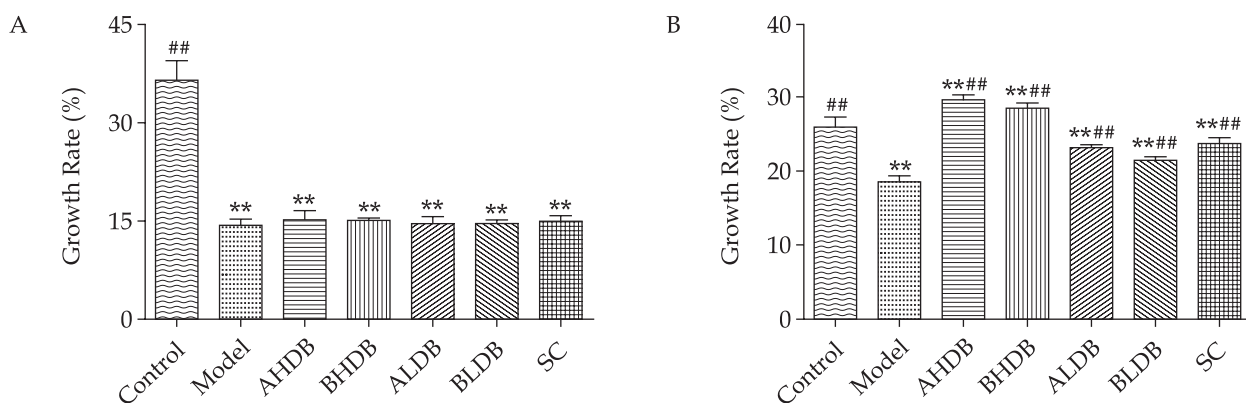 A
Growth Rate (%)
45
30
15
0
##
**
**
**
**
**
**
Control
Model
AHDB
BHDB
ALDB
BLDB
SC
B
Growth Rate (%)
40
30
20
10
0
##
**
**##
**##
**##
**##
**##
Control
Model
AHDB
BHDB
ALDB
BLDB
SC